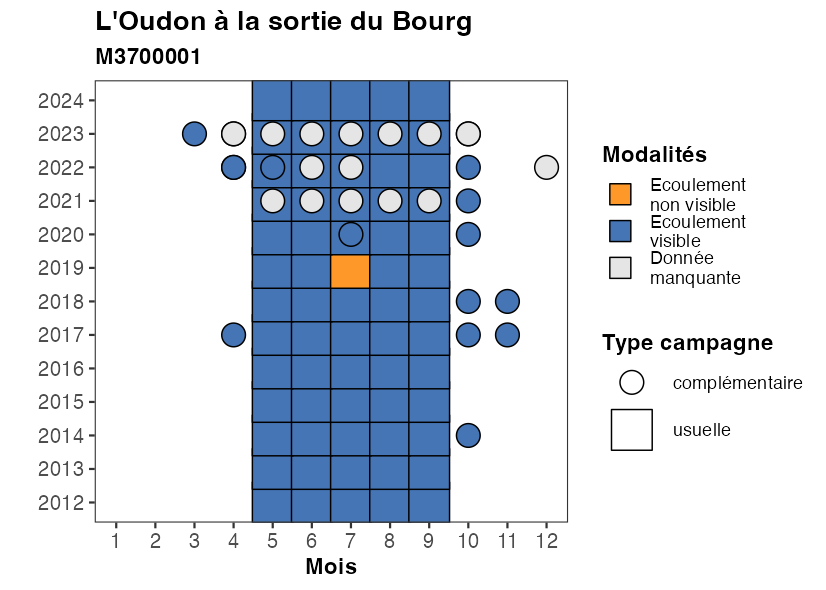 L'Oudon à la sortie du Bourg
M3700001
2024
2023
2022
2021
2020
2019
2018
2017
2016
2015
2014
2013
2012
1 2 3 4 5 6 7 8 9 10 11 12
Mois
Modalités
Ecoulement
non visible
Ecoulement
visible
Donnée
manquante
Type campagne
complémentaire
usuelle